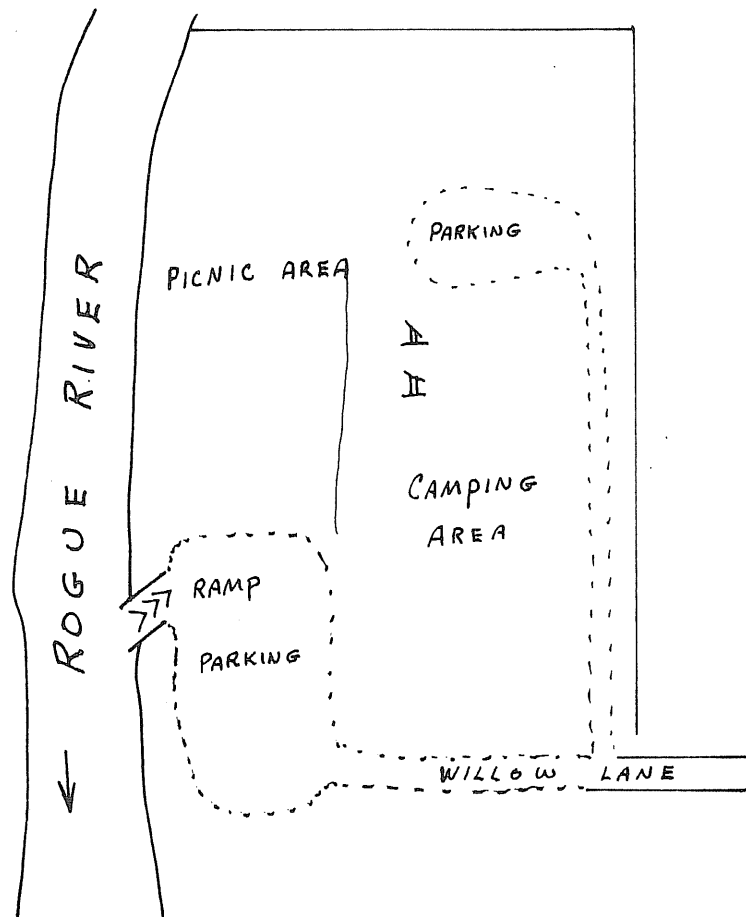 PARKING
PICNIC AREA
ROGUE RIVER
CAMPING
AREA
RAMP
PARKING
WILLOW LANE